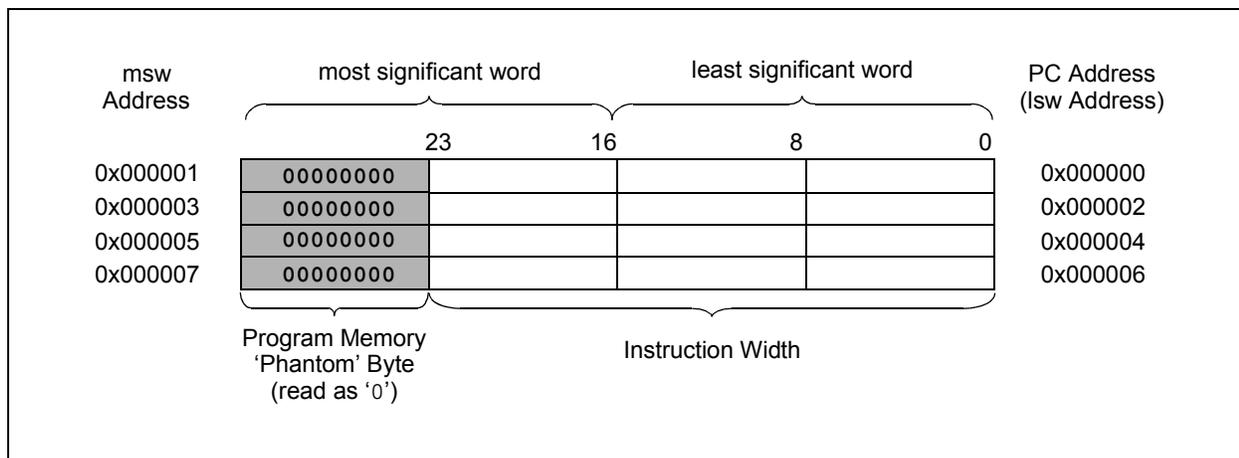 msw
Address
most significant word
least significant word
PC Address
(lsw Address)
23 16 8 0
0x000001 00000000 0x000000
0x000003 00000000 0x000002
0x000005 00000000 0x000004
0x000007 00000000 0x000006
Program Memory
‘Phantom’ Byte
(read as ‘0’)
Instruction Width